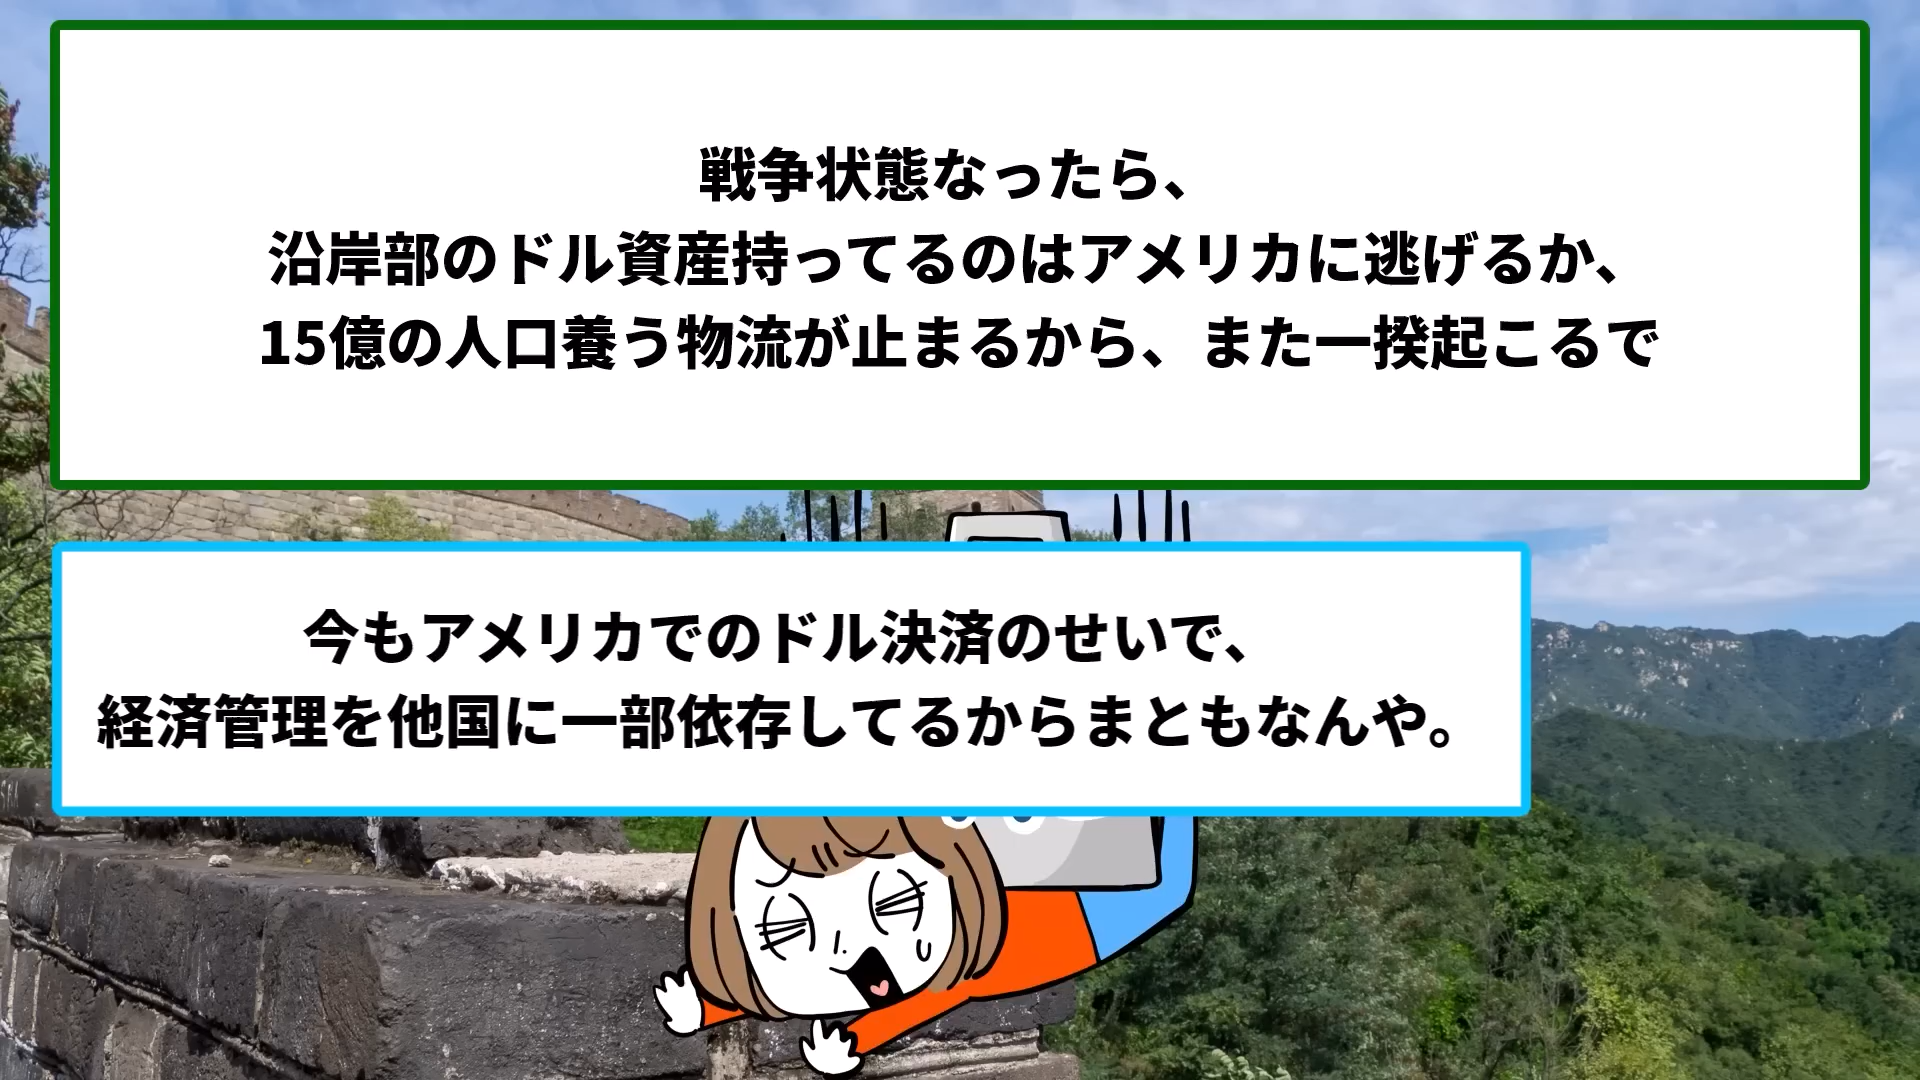 戦争状態なったら、
沿岸部のドル資産持ってるのはアメリカに逃げるか、
15億の人口養う物流が止まるから、また一揆起こるで
今もアメリカでのドル決済のせいで、
経済管理を他国に一部依存してるからまともなんや。